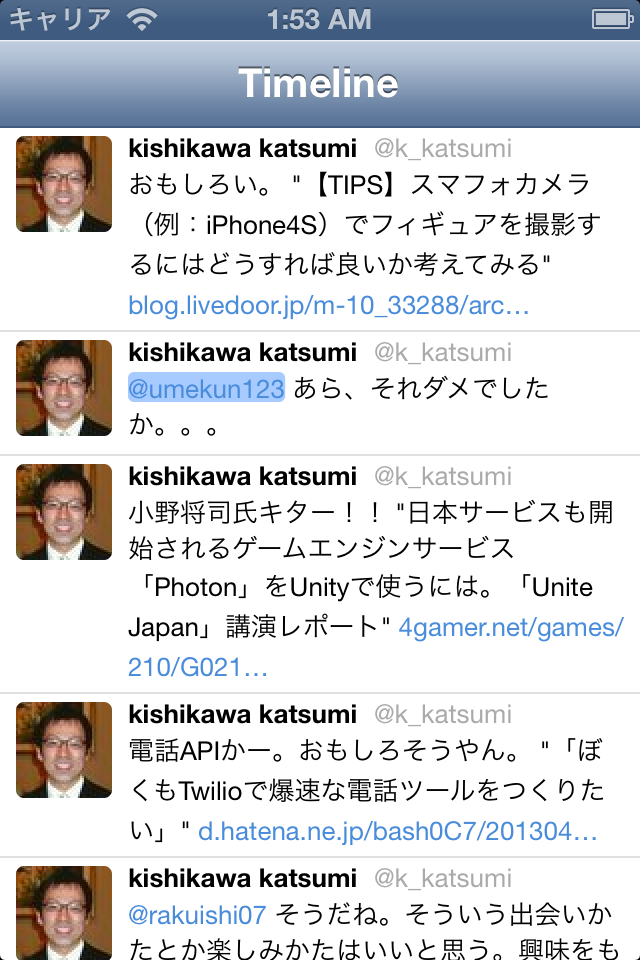 キャリア 1:53 AM
Timeline
kishikawa katsumi @k_katsumi
おもしろい。 "【TIPS】スマフォカメラ
（例：iPhone4S）でフィギュアを撮影す
るにはどうすれば良いか考えてみる"
blog.livedoor.jp/m-10_33288/arc…
kishikawa katsumi @k_katsumi
@umekun123 あら、それダメでした
か。。。
kishikawa katsumi @k_katsumi
小野将司氏キター！！ "日本サービスも開
始されるゲームエンジンサービス
「Photon」をUnityで使うには。「Unite
Japan」講演レポート" 4gamer.net/games/
210/G021…
kishikawa katsumi @k_katsumi
電話APIかー。おもしろそうやん。 "「ぼ
くもTwilioで爆速な電話ツールをつくりた
い」" d.hatena.ne.jp/bash0C7/201304…
kishikawa katsumi @k_katsumi
@rakuishi07 そうだね。そういう出会いか
たとか楽しみかたはいいと思う。興味をも